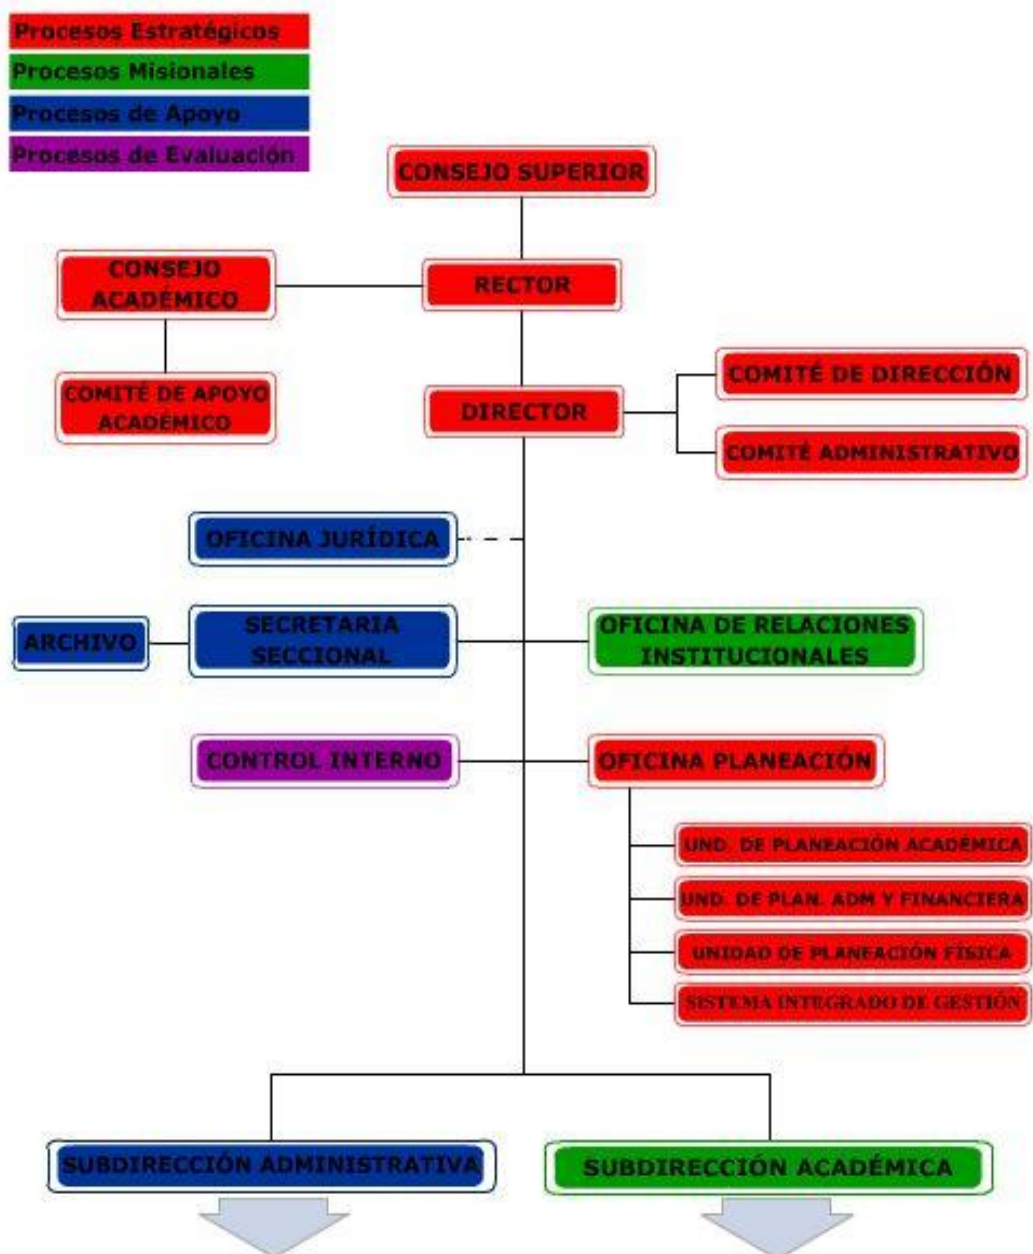 Procesos Estratégicos
Procesos Misionales
Procesos de Apoyo
Procesos de Evaluación
CONSEJO SUPERIOR
CONSEJO
ACADÉMICO
RECTOR
COMITÉ DE APOYO
ACADÉMICO
DIRECTOR
COMITÉ DE DIRECCIÓN
COMITÉ ADMINISTRATIVO
OFICINA JURÍDICA
ARCHIVO
SECRETARIA
SECCIONAL
OFICINA DE RELACIONES
INSTITUCIONALES
CONTROL INTERNO
OFICINA PLANEACIÓN
UND. DE PLANEACIÓN ACADÉMICA
UND. DE PLAN. ADM Y FINANCIERA
UNIDAD DE PLANEACIÓN FÍSICA
SISTEMA INTEGRADO DE GESTIÓN
SUBDIRECCIÓN ADMINISTRATIVA
SUBDIRECCIÓN ACADÉMICA